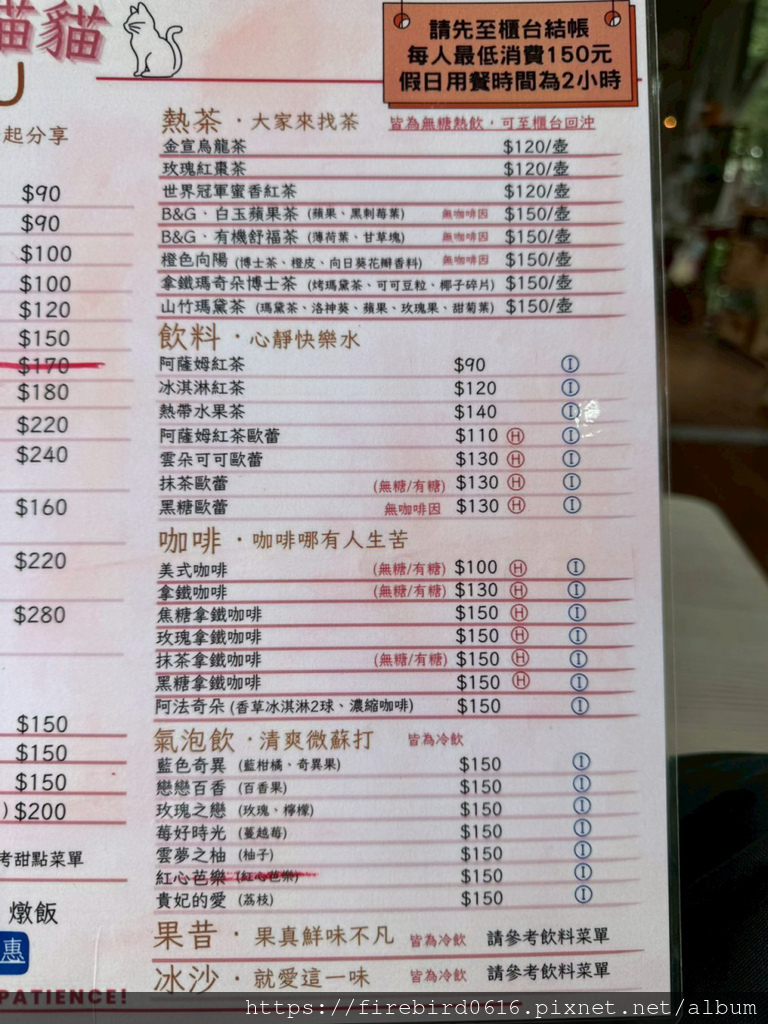 貓貓
請先至櫃台結帳
每人最低消費150元
假日用餐時間為2小時
起分享
$90
$90
$100
$100
$120
$150
$170
$180
$220
$240
$160
$220
$280
$150
$150
$150
)$200
考甜點菜單
燉飯
惠
PATIENCE!
熱茶·大家來找茶 皆為無糖熱飲,可至櫃台回沖
金宣烏龍茶 $120/壺
玫瑰紅棗茶 $120/壺
世界冠軍蜜香紅茶 $120/壺
B&G·白玉蘋果茶 (蘋果、黑刺莓葉) 無咖啡因 $150/壺
B&G·有機舒福茶 (薄荷葉、甘草塊) 無咖啡因 $150/壺
橙色向陽 (博士茶、橙皮、向日葵花瓣香料) 無咖啡因 $150/壺
拿鐵瑪奇朵博士茶 (烤瑪黛茶、可可豆粒、椰子碎片) $150/壺
山竹瑪黛茶 (瑪黛茶、洛神葵、蘋果、玫瑰果、甜菊葉) $150/壺
飲料·心靜快樂水
阿薩姆紅茶 $90 Ⓘ
冰淇淋紅茶 $120 Ⓘ
熱帶水果茶 $140 Ⓘ
阿薩姆紅茶歐蕾 $110 Ⓗ Ⓘ
雲朵可可歐蕾 $130 Ⓗ Ⓘ
抹茶歐蕾 (無糖/有糖) $130 Ⓗ Ⓘ
黑糖歐蕾 無咖啡因 $130 Ⓗ Ⓘ
咖啡·咖啡哪有人生苦
美式咖啡 (無糖/有糖) $100 Ⓗ Ⓘ
拿鐵咖啡 (無糖/有糖) $130 Ⓗ Ⓘ
焦糖拿鐵咖啡 $150 Ⓗ Ⓘ
玫瑰拿鐵咖啡 $150 Ⓗ Ⓘ
抹茶拿鐵咖啡 (無糖/有糖) $150 Ⓗ Ⓘ
黑糖拿鐵咖啡 $150 Ⓗ Ⓘ
阿法奇朵 (香草冰淇淋2球、濃縮咖啡) $150 Ⓘ
氣泡飲·清爽微蘇打 皆為冷飲
藍色奇異 (藍柑橘、奇異果) $150 Ⓘ
戀戀百香 (百香果) $150 Ⓘ
玫瑰之戀 (玫瑰、檸檬) $150 Ⓘ
莓好時光 (蔓越莓) $150 Ⓘ
雲夢之柚 (柚子) $150 Ⓘ
紅心芭樂 (紅心芭樂) $150 Ⓘ
貴妃的愛 (荔枝) $150 Ⓘ
果昔·果真鮮味不凡 皆為冷飲 請參考飲料菜單
冰沙·就愛這一味 皆為冷飲 請參考飲料菜單
https://firebird0616.pixnet.net/album